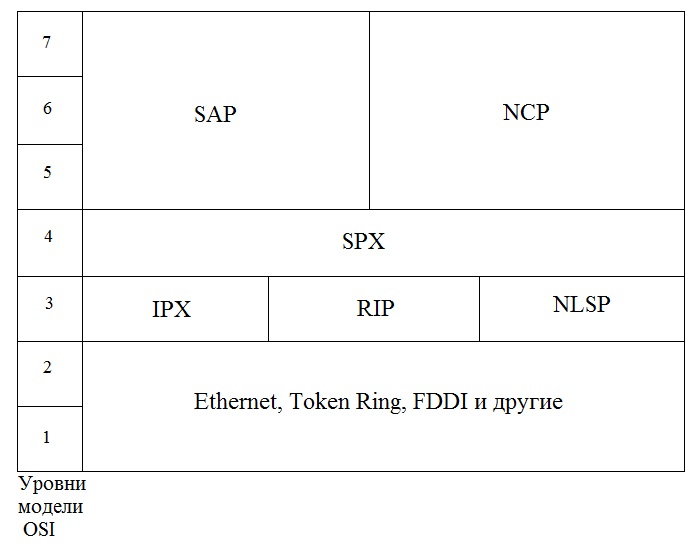 7
6
SAP
NCP
5
4
SPX
3
IPX
RIP
NLSP
2
Ethernet, Token Ring, FDDI и другие
1
Уровни
модели
OSI